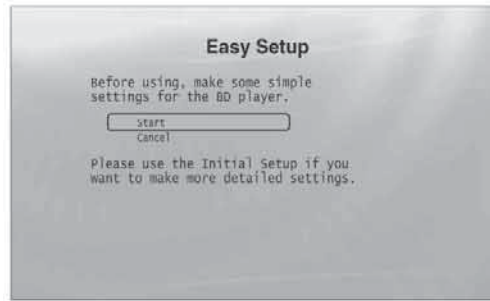 Easy Setup
Before using, make some simple
settings for the BD player.
Start
Cancel
Please use the Initial Setup if you
want to make more detailed settings.